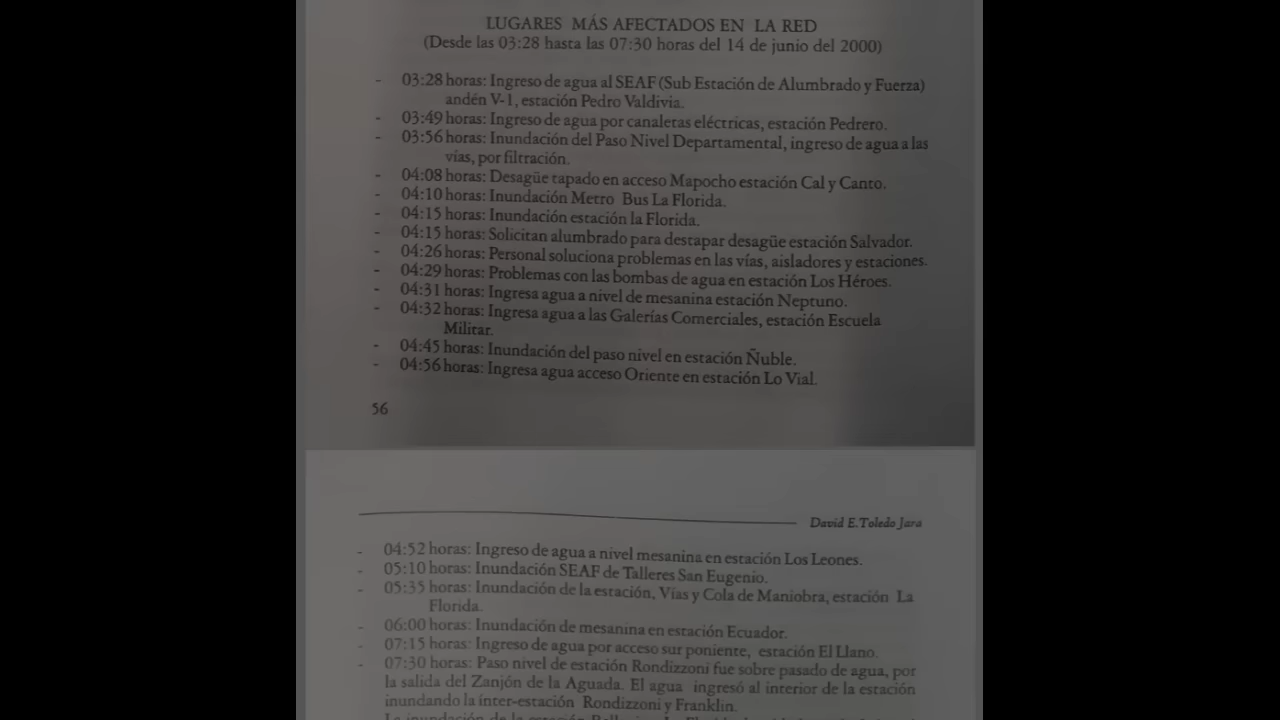 LUGARES MÁS AFECTADOS EN LA RED
(Desde las 03:28 hasta las 07:30 horas del 14 de junio del 2000)
- 03:28 horas: Ingreso de agua al SEAF (Sub Estación de Alumbrado y Fuerza)
andén V-1, estación Pedro Valdivia.
- 03:49 horas: Ingreso de agua por canaletas eléctricas, estación Pedrero.
- 03:56 horas: Inundación del Paso Nivel Departamental, ingreso de agua a las
vías, por filtración.
- 04:08 horas: Desagüe tapado en acceso Mapocho estación Cal y Canto.
- 04:10 horas: Inundación Metro Bus La Florida.
- 04:15 horas: Inundación estación la Florida.
- 04:15 horas: Solicitan alumbrado para destapar desagüe estación Salvador.
- 04:26 horas: Personal soluciona problemas en las vías, aisladores y estaciones.
- 04:29 horas: Problemas con las bombas de agua en estación Los Héroes.
- 04:31 horas: Ingresa agua a nivel de mesanina estación Neptuno.
- 04:32 horas: Ingresa agua a las Galerías Comerciales, estación Escuela
Militar.
- 04:45 horas: Inundación del paso nivel en estación Ñuble.
- 04:56 horas: Ingresa agua acceso Oriente en estación Lo Vial.
56
David E. Toledo Jara
- 04:52 horas: Ingreso de agua a nivel mesanina en estación Los Leones.
- 05:10 horas: Inundación SEAF de Talleres San Eugenio.
- 05:35 horas: Inundación de la estación, Vías y Cola de Maniobra, estación La
Florida.
- 06:00 horas: Inundación de mesanina en estación Ecuador.
- 07:15 horas: Ingreso de agua por acceso sur poniente, estación El Llano.
- 07:30 horas: Paso nivel de estación Rondizzoni fue sobre pasado de agua, por
la salida del Zanjón de la Aguada. El agua ingresó al interior de la estación
inundando la inter-estación Rondizzoni y Franklin.